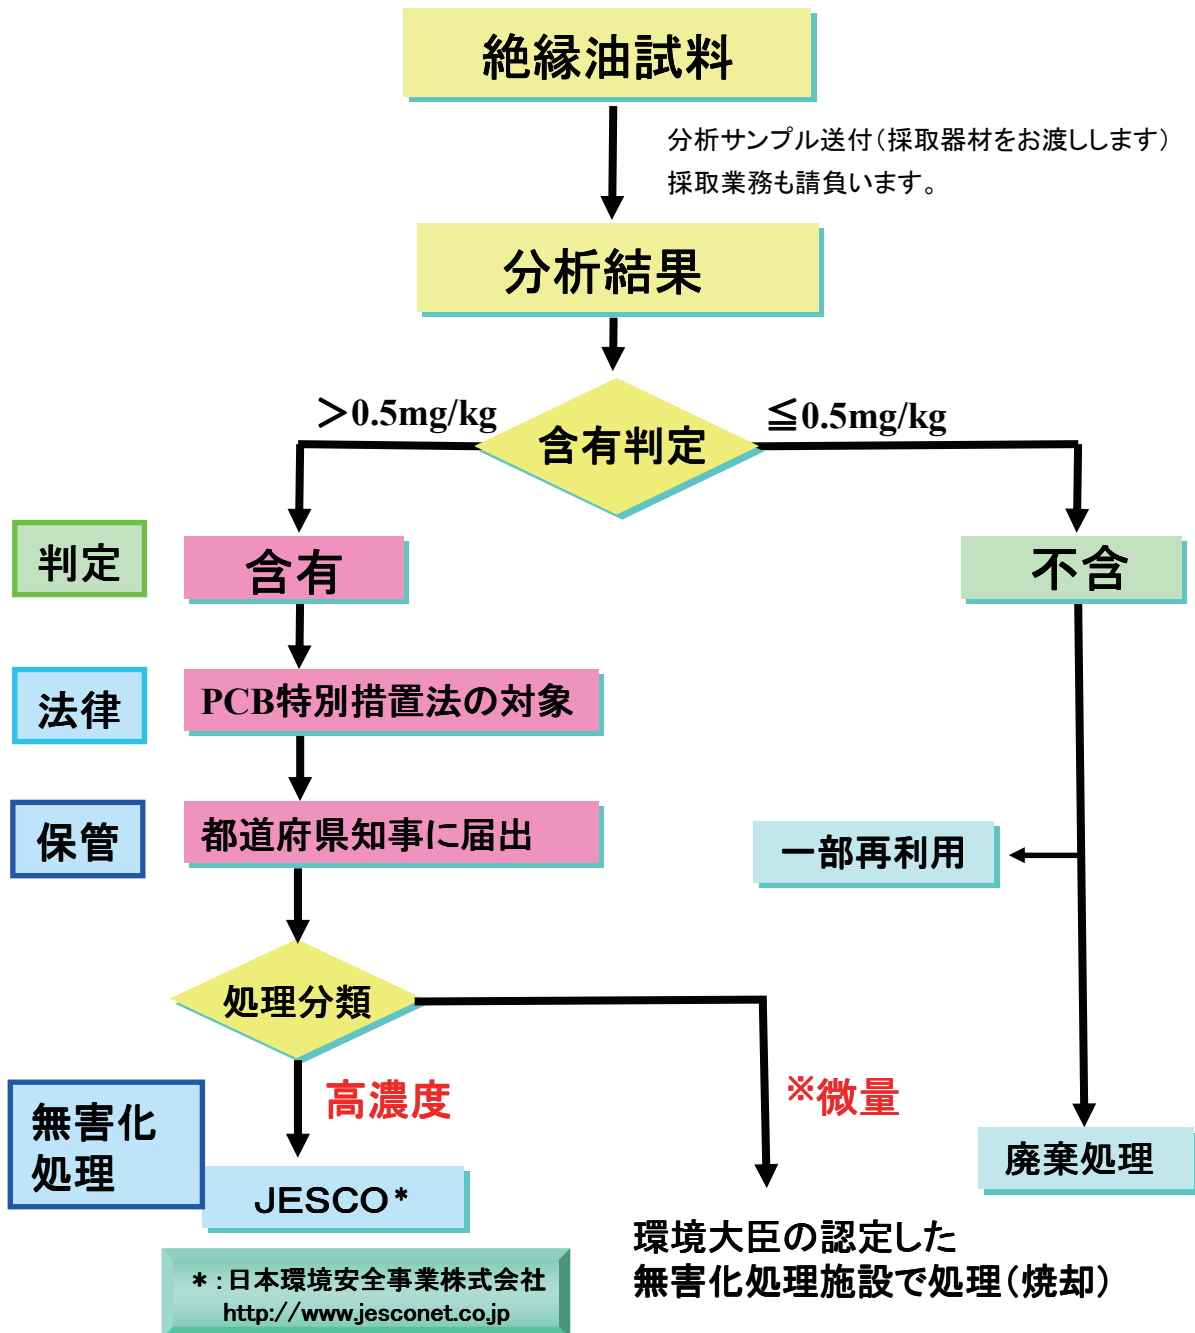 絶縁油試料
分析サンプル送付（採取器材をお渡しします）
採取業務も請負います。
分析結果
＞0.5mg/kg
≦0.5mg/kg
含有判定
判定
含有
不含
法律
PCB特別措置法の対象
保管
都道府県知事に届出
一部再利用
処理分類
高濃度
※微量
無害化
処理
廃棄処理
JESCO*
環境大臣の認定した
無害化処理施設で処理（焼却）
*：日本環境安全事業株式会社
http://www.jesconet.co.jp